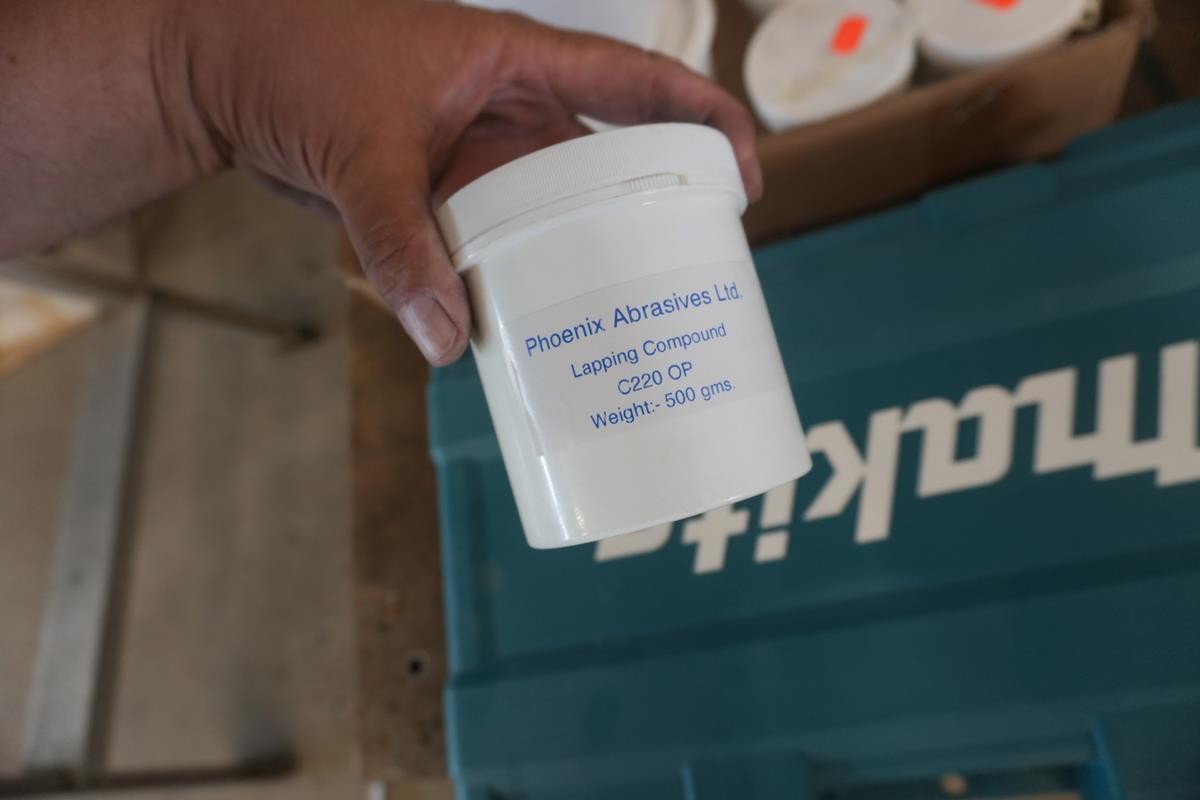 Phoenix Abrasives Ltd.
Lapping Compound
C220 OP
Weight:- 500 gms.
makita